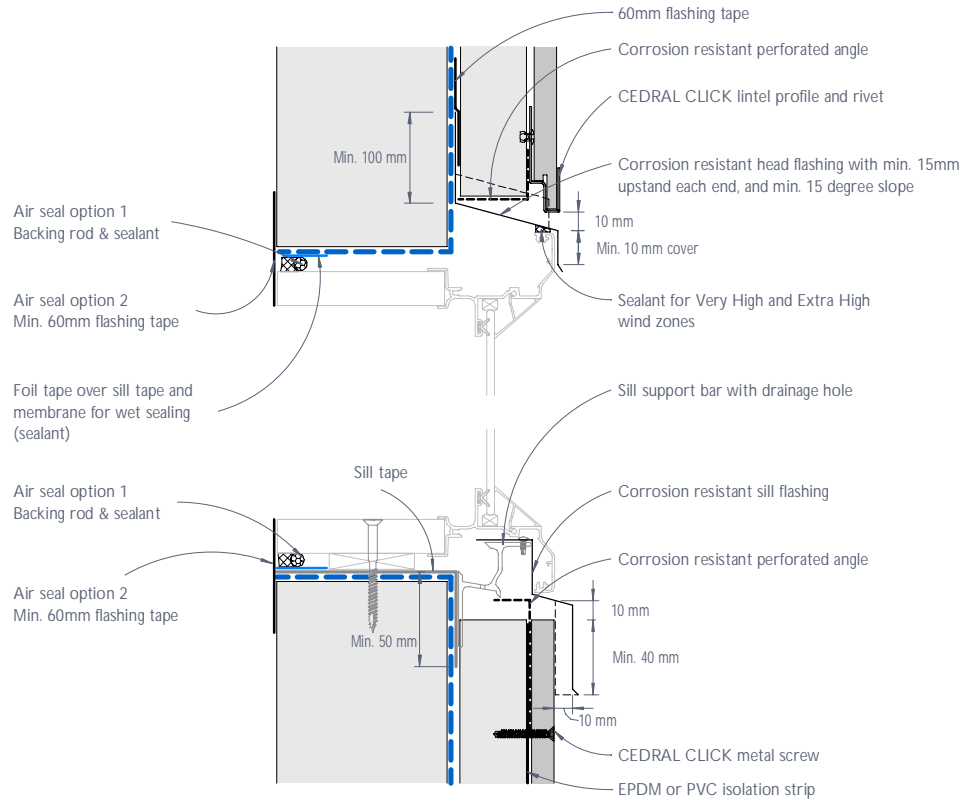 60mm flashing tape
Corrosion resistant perforated angle
CEDRAL CLICK lintel profile and rivet
Min. 100 mm
Corrosion resistant head flashing with min. 15mm
upstand each end, and min. 15 degree slope
Air seal option 1
Backing rod & sealant
10 mm
Min. 10 mm cover
Air seal option 2
Min. 60mm flashing tape
Sealant for Very High and Extra High
wind zones
Foil tape over sill tape and
membrane for wet sealing
(sealant)
Sill support bar with drainage hole
Sill tape
Air seal option 1
Backing rod & sealant
Corrosion resistant sill flashing
Corrosion resistant perforated angle
Air seal option 2
Min. 60mm flashing tape
10 mm
Min. 50 mm
Min. 40 mm
10 mm
CEDRAL CLICK metal screw
EPDM or PVC isolation strip